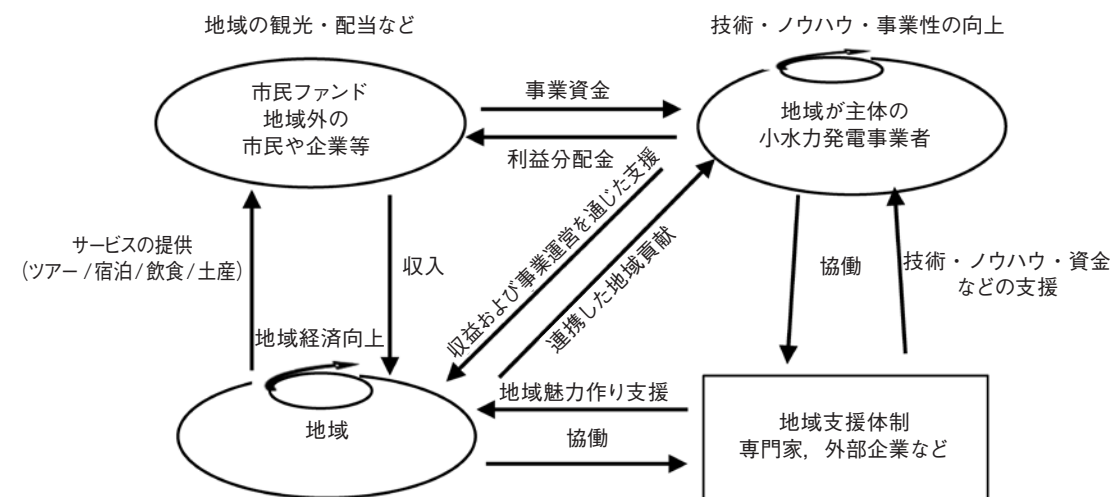 地域の観光・配当など
技術・ノウハウ・事業性の向上
市民ファンド
地域外の
市民や企業等
事業資金
利益分配金
地域が主体の
小水力発電事業者
サービスの提供
(ツアー/宿泊/飲食/土産)
収入
収益および事業運営を通じた支援
連携した地域貢献
協働
技術・ノウハウ・資金
などの支援
地域経済向上
地域
地域魅力作り支援
協働
地域支援体制
専門家，外部企業など